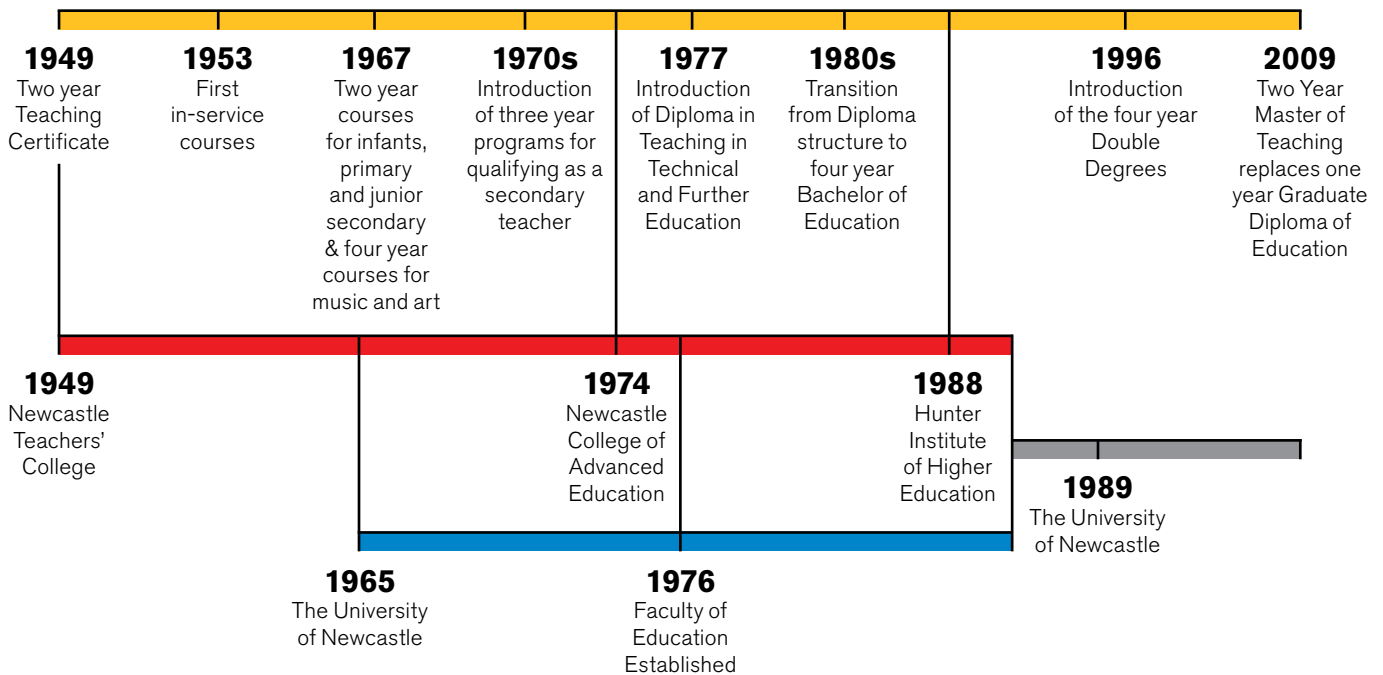 1949
Two year
Teaching
Certificate
1953
First
in-service
courses
1967
Two year
courses
for infants,
primary
and junior
secondary
& four year
courses for
music and art
1970s
Introduction
of three year
programs for
qualifying as a
secondary
teacher
1977
Introduction
of Diploma in
Teaching in
Technical
and Further
Education
1980s
Transition
from Diploma
structure to
four year
Bachelor of
Education
1996
Introduction
of the four year
Double
Degrees
2009
Two Year
Master of
Teaching
replaces one
year Graduate
Diploma of
Education
1949
Newcastle
Teachers’
College
1974
Newcastle
College of
Advanced
Education
1988
Hunter
Institute
of Higher
Education
1989
The University
of Newcastle
1965
The University
of Newcastle
1976
Faculty of
Education
Established